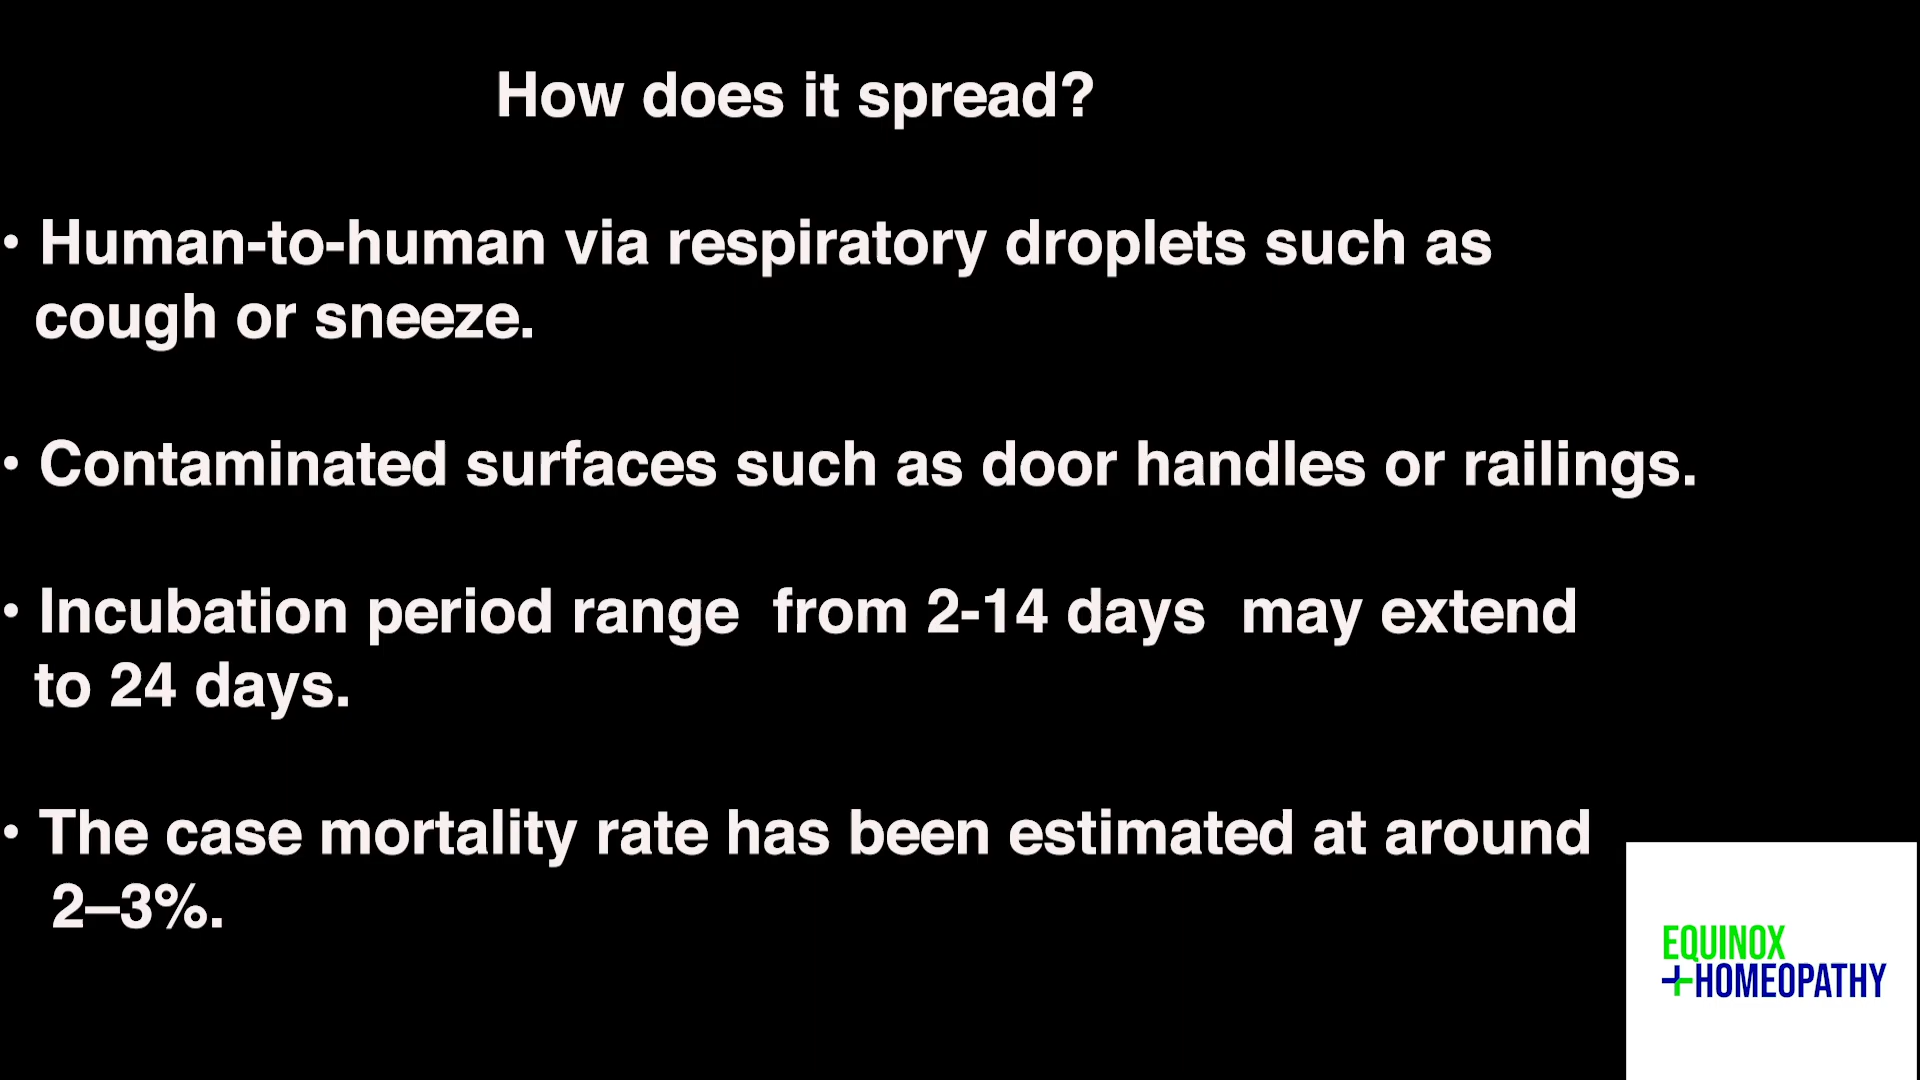 How does it spread?
• Human-to-human via respiratory droplets such as
cough or sneeze.
• Contaminated surfaces such as door handles or railings.
• Incubation period range  from 2-14 days  may extend
to 24 days.
• The case mortality rate has been estimated at around
2–3%.
EQUINOX
+HOMEOPATHY